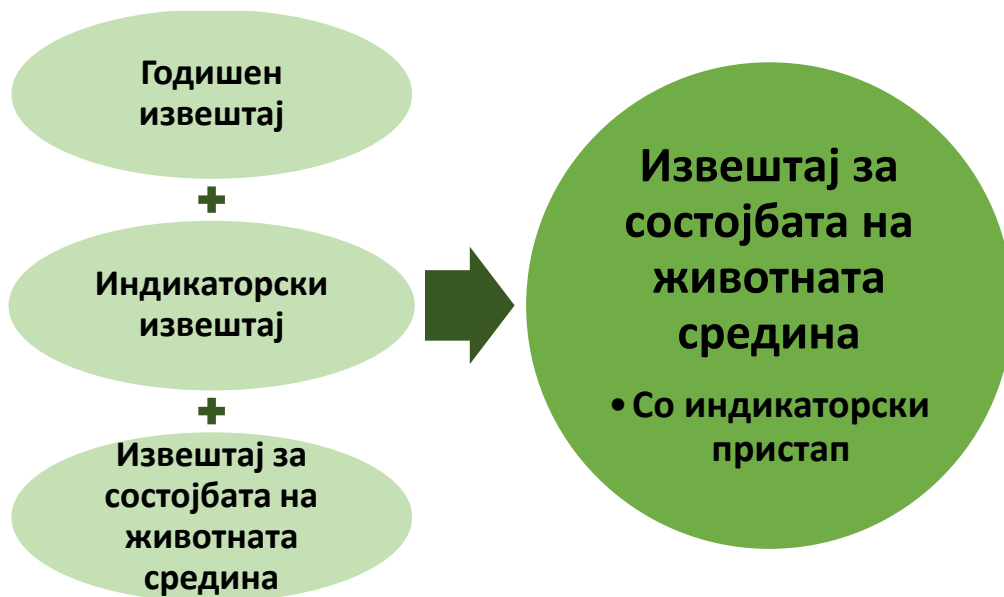 Годишен
извештај
+
Индикаторски
извештај
+
Извештај за
состојбата на
животната
средина
Извештај за
состојбата на
животната
средина
• Со индикаторски
пристап